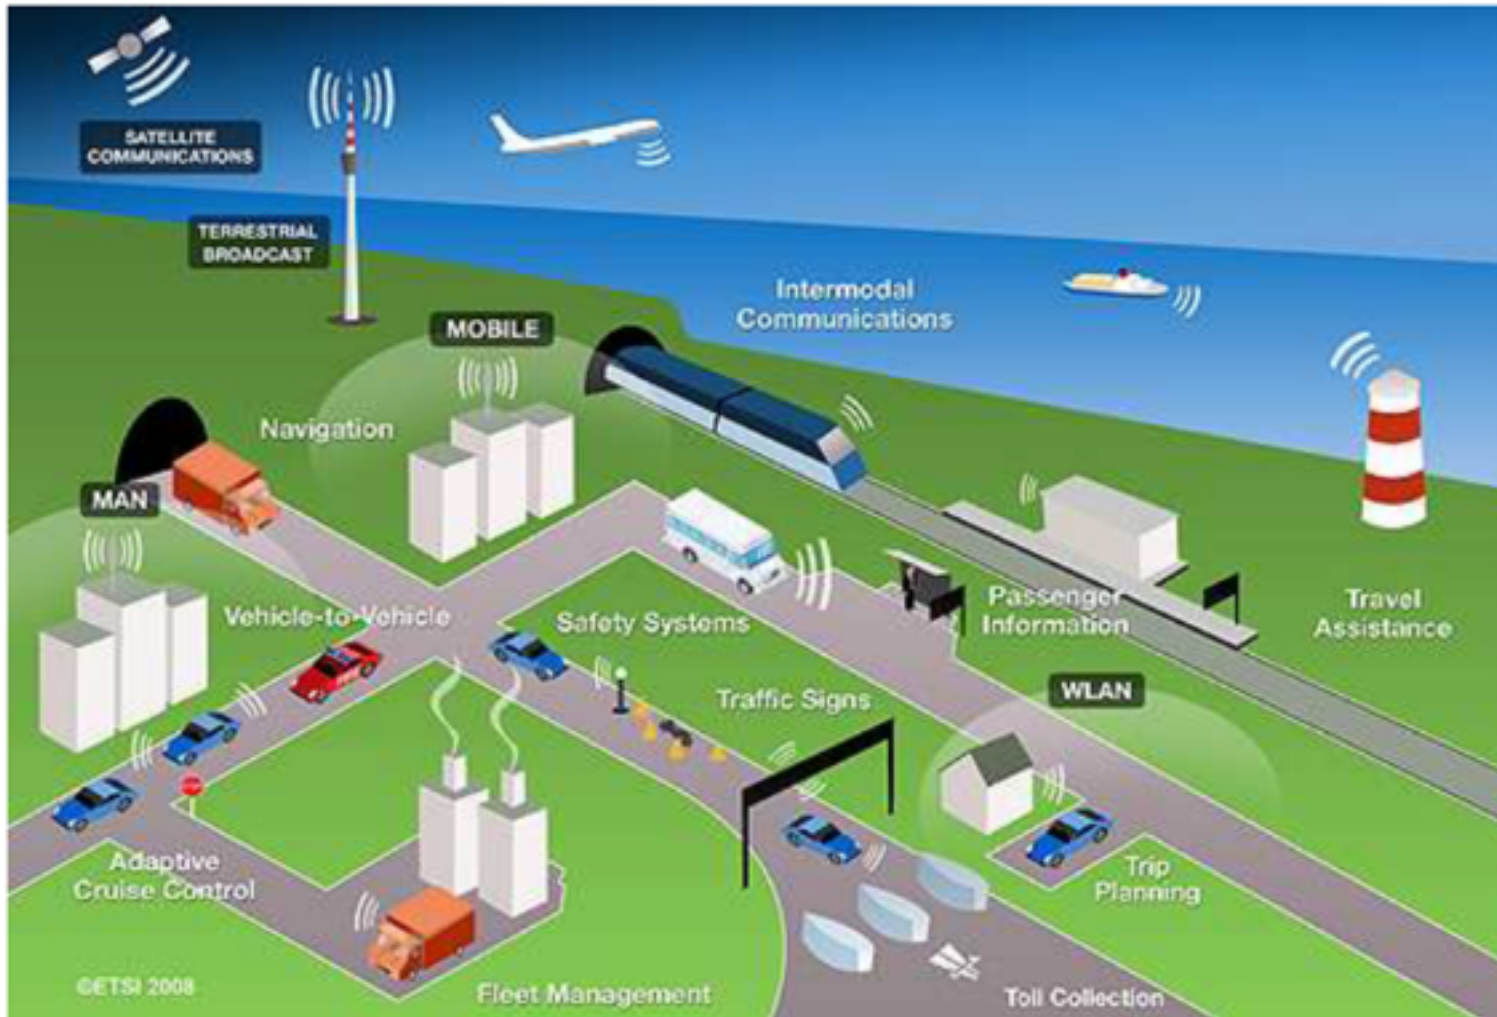 SATELLITE
COMMUNICATIONS
TERRESTRIAL
BROADCAST
Intermodal
Communications
MOBILE
Navigation
MAN
Vehicle-to-Vehicle
Safety Systems
Passenger
Information
Travel
Assistance
Traffic Signs
WLAN
Adaptive
Cruise Control
Trip
Planning
©ETSI 2008
Fleet Management
Toll Collection